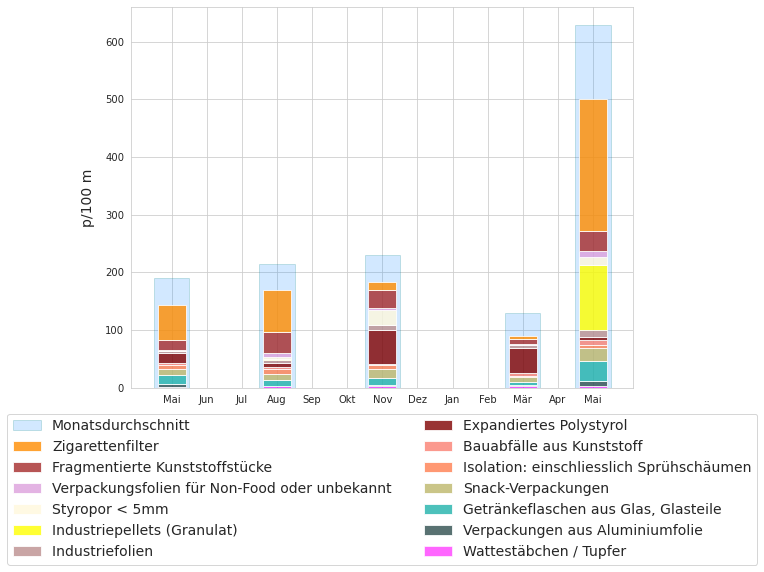 600
500
400
300
200
100
0
p/100 m
Mai Jun Jul Aug Sep Okt Nov Dez Jan Feb Mär Apr Mai
Monatsdurchschnitt
Zigarettenfilter
Fragmentierte Kunststoffstücke
Verpackungsfolien für Non-Food oder unbekannt
Styropor < 5mm
Industriepellets (Granulat)
Industriefolien
Expandiertes Polystyrol
Bauabfälle aus Kunststoff
Isolation: einschliesslich Sprühschäumen
Snack-Verpackungen
Getränkeflaschen aus Glas, Glasteile
Verpackungen aus Aluminiumfolie
Wattestäbchen / Tupfer